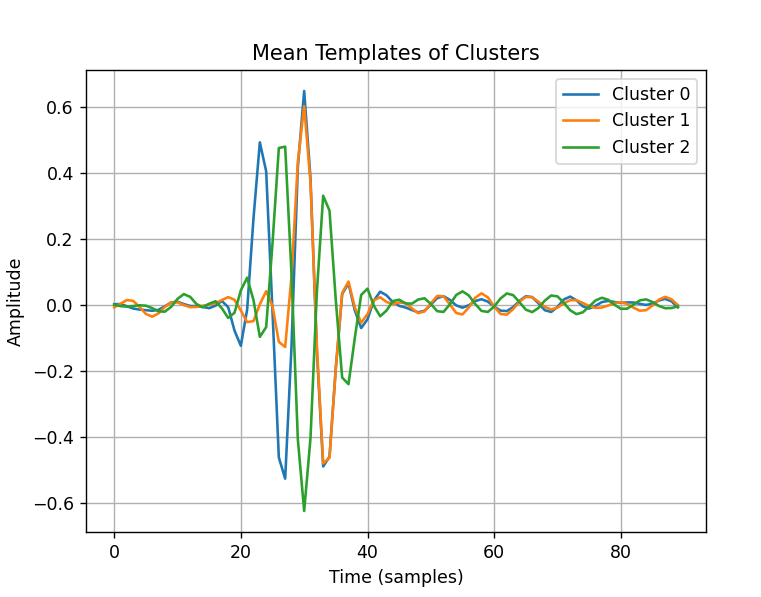 Mean Templates of Clusters
Cluster 0
Cluster 1
Cluster 2
0.6
0.4
0.2
0.0
−0.2
−0.4
−0.6
Amplitude
0 20 40 60 80
Time (samples)